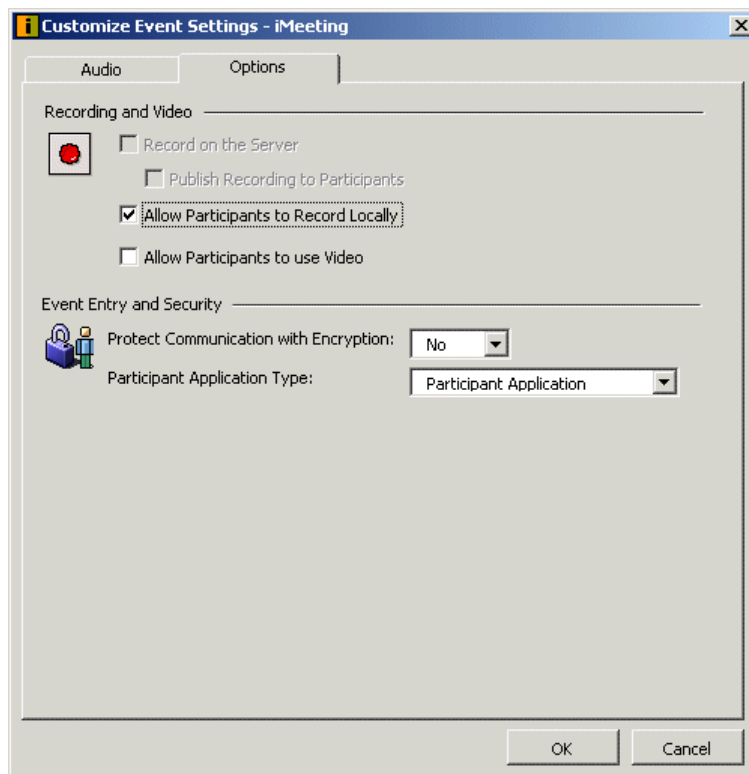 Customize Event Settings - iMeeting
Audio
Options
Recording and Video
Record on the Server
Publish Recording to Participants
Allow Participants to Record Locally
Allow Participants to use Video
Event Entry and Security
Protect Communication with Encryption: No
Participant Application Type: Participant Application
OK
Cancel